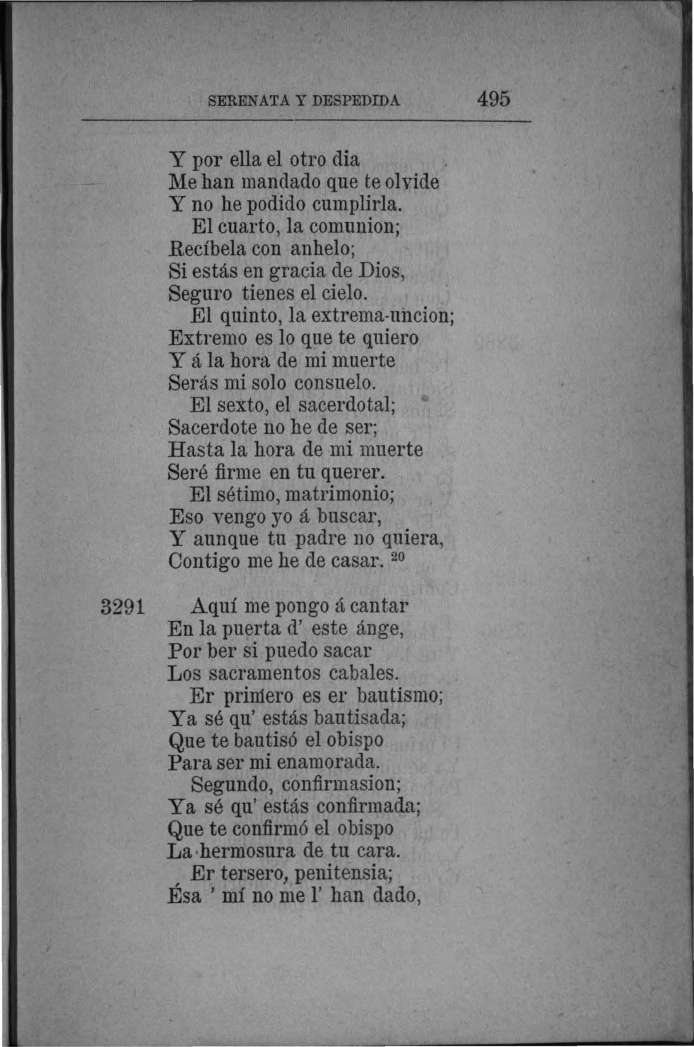 SERENATA Y DESPEDIDA 495
Y por ella el otro dia
Me han mandado que te olvide
Y no he podido cumplirla.
El cuarto, la comunion;
Recíbela con anhelo;
Si estás en gracia de Dios,
Seguro tienes el cielo.
El quinto, la extrema-uncion;
Extremo es lo que te quiero
Y á la hora de mi muerte
Serás mi solo consuelo.
El sexto, el sacerdotal;
Sacerdote no he de ser;
Hasta la hora de mi muerte
Seré firme en tu querer.
El sétimo, matrimonio;
Eso vengo yo á buscar,
Y aunque tu padre no quiera,
Contigo me he de casar. 20
3291 Aquí me pongo á cantar
En la puerta d' este ánge,
Por ber si puedo sacar
Los sacramentos cabales.
Er primero es er bautismo;
Ya sé qu' estás bautisada;
Que te bautisó el obispo
Para ser mi enamorada.
Segundo, confirmasion;
Ya sé qu' estás confirmada;
Que te confirmó el obispo
La hermosura de tu cara.
Er tersero, penitensia;
Ésa ' mí no me l' han dado,